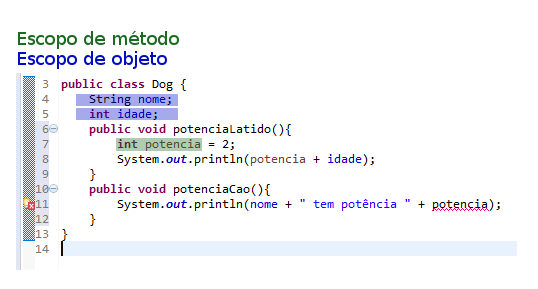 Escopo de método
Escopo de objeto
3 public class Dog {
4 String nome;
5 int idade;
6 public void potenciaLatido(){
7 int potencia = 2;
8 System.out.println(potencia + idade);
9 }
10 public void potenciaCao(){
11 System.out.println(nome + " tem potência " + potencia);
12 }
13 }
14